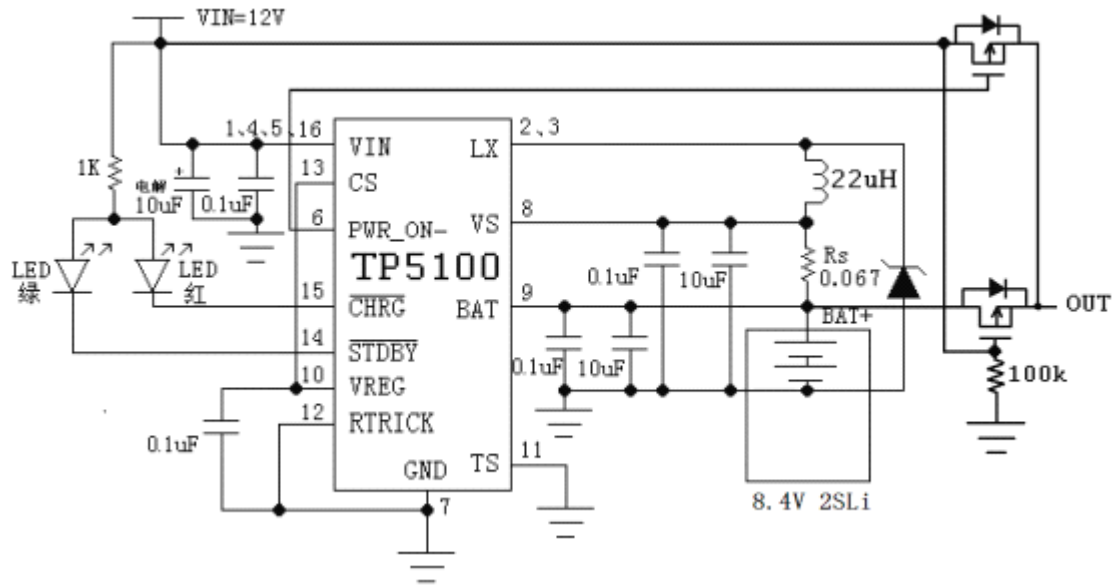 VIN=12V
1、4、5、16
2、3
VIN
LX
1K
电解
10uF
0.1uF
13
CS
22uH
6
PWR_ON-
VS
8
TP5100
LED
绿
LED
红
0.1uF
10uF
Rs
0.067
15
CHRG
BAT
9
BAT+
OUT
14
STDBY
0.1uF
10uF
10
VREG
100k
12
RTRICK
0.1uF
GND
TS
11
7
8.4V 2SLi